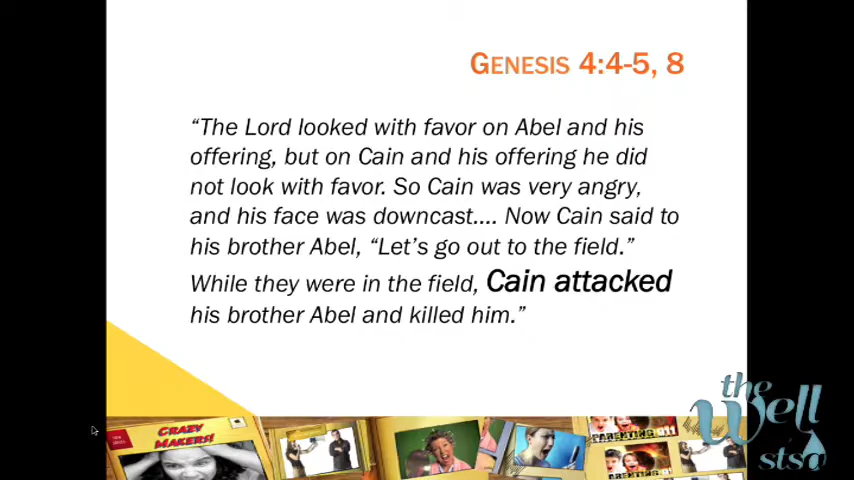 GENESIS 4:4-5, 8
“The Lord looked with favor on Abel and his
offering, but on Cain and his offering he did
not look with favor. So Cain was very angry,
and his face was downcast.... Now Cain said to
his brother Abel, “Let’s go out to the field.”
While they were in the field, Cain attacked
his brother Abel and killed him.”
CRAZY
MAKERS!
PARENTING 911
the
well
stsa